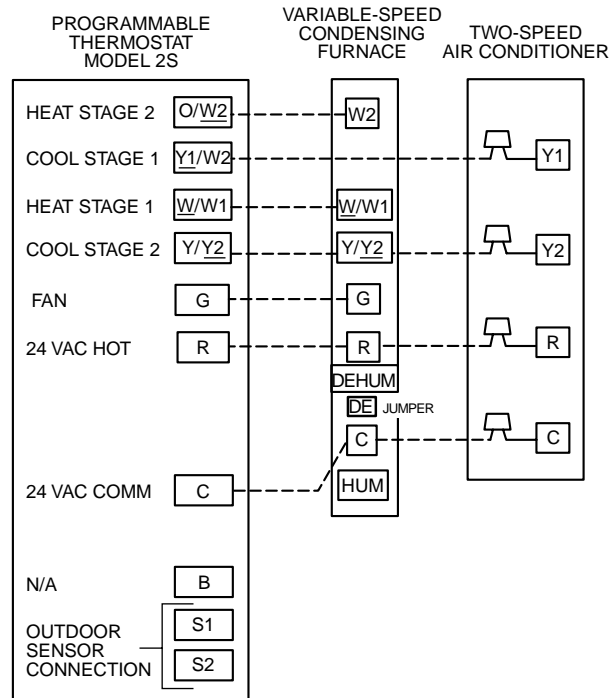 PROGRAMMABLE
THERMOSTAT
MODEL 2S
VARIABLE-SPEED
CONDENSING
FURNACE
TWO-SPEED
AIR CONDITIONER
HEAT STAGE 2 O/W2 W2
COOL STAGE 1 Y1/W2 Y1
HEAT STAGE 1 W/W1 W/W1
COOL STAGE 2 Y/Y2 Y/Y2 Y2
FAN G G
24 VAC HOT R R R
DEHUM
DE JUMPER
C C
24 VAC COMM C
HUM
N/A B
OUTDOOR
SENSOR
CONNECTION
S1
S2